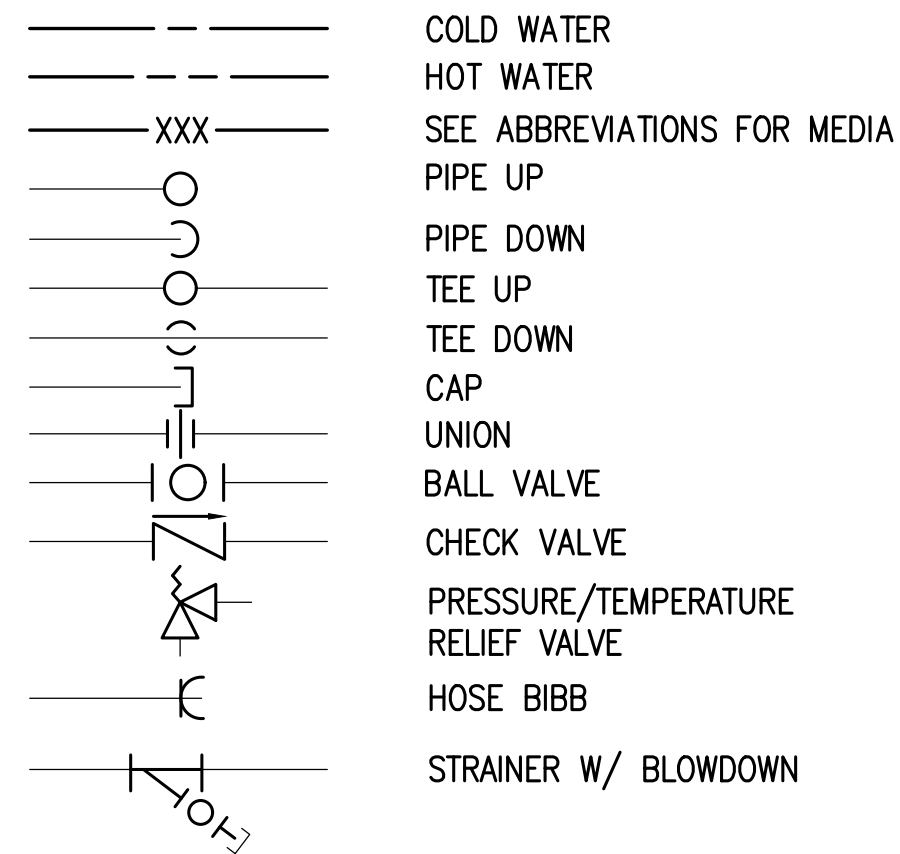 COLD WATER
HOT WATER
XXX SEE ABBREVIATIONS FOR MEDIA
PIPE UP
PIPE DOWN
TEE UP
TEE DOWN
CAP
UNION
BALL VALVE
CHECK VALVE
PRESSURE/TEMPERATURE
RELIEF VALVE
HOSE BIBB
STRAINER W/ BLOWDOWN